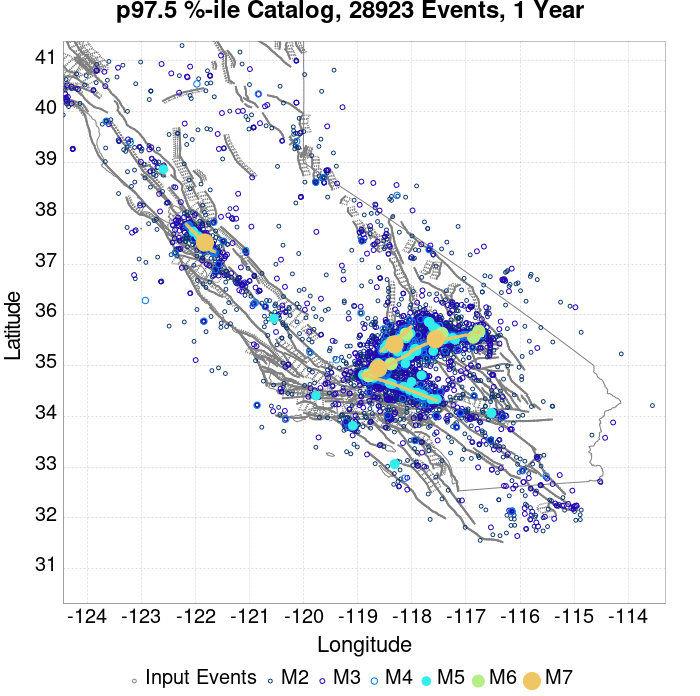 p97.5 %-ile Catalog, 28923 Events, 1 Year
41
40
39
38
37
36
35
34
33
32
31
Latitude
-124 -123 -122 -121 -120 -119 -118 -117 -116 -115 -114
Longitude
Input Events M2 M3 M4 M5 M6 M7